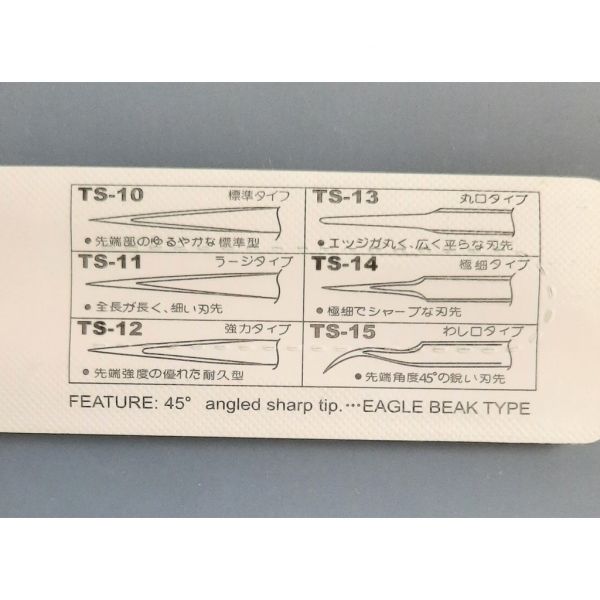 TS-10 標準タイプ
・先端部のゆるやかな標準型
TS-11 ラージタイプ
・全長が長く、細い刃先
TS-12 強力タイプ
・先端強度の優れた耐久型
TS-13 丸口タイプ
・エッジが丸く、広く平らな刃先
TS-14 極細タイプ
・極細でシャープな刃先
TS-15 わし口タイプ
・先端角度45°の鋭い刃先
FEATURE: 45° angled sharp tip.…EAGLE BEAK TYPE